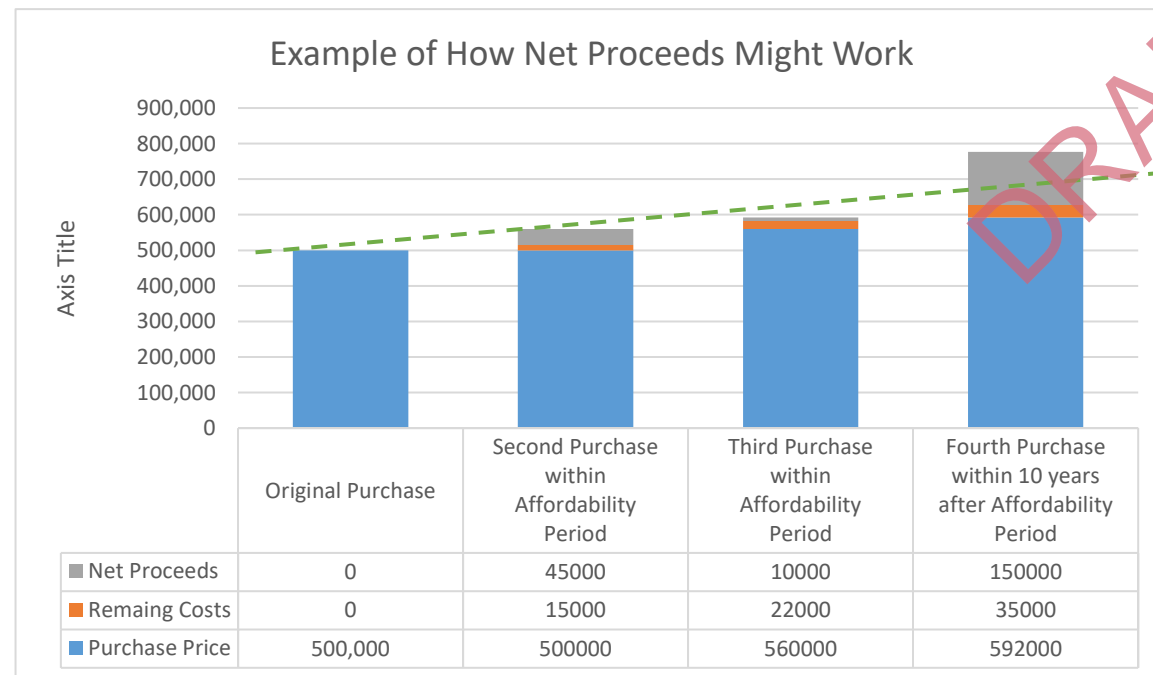 Example of How Net Proceeds Might Work
900,000
800,000
700,000
600,000
500,000
400,000
300,000
200,000
100,000
0
Axis Title
Original Purchase
Second Purchase
within
Affordability
Period
Third Purchase
within
Affordability
Period
Fourth Purchase
within 10 years
after Affordability
Period
Net Proceeds 0 45000 10000 150000
Remaing Costs 0 15000 22000 35000
Purchase Price 500,000 500000 560000 592000